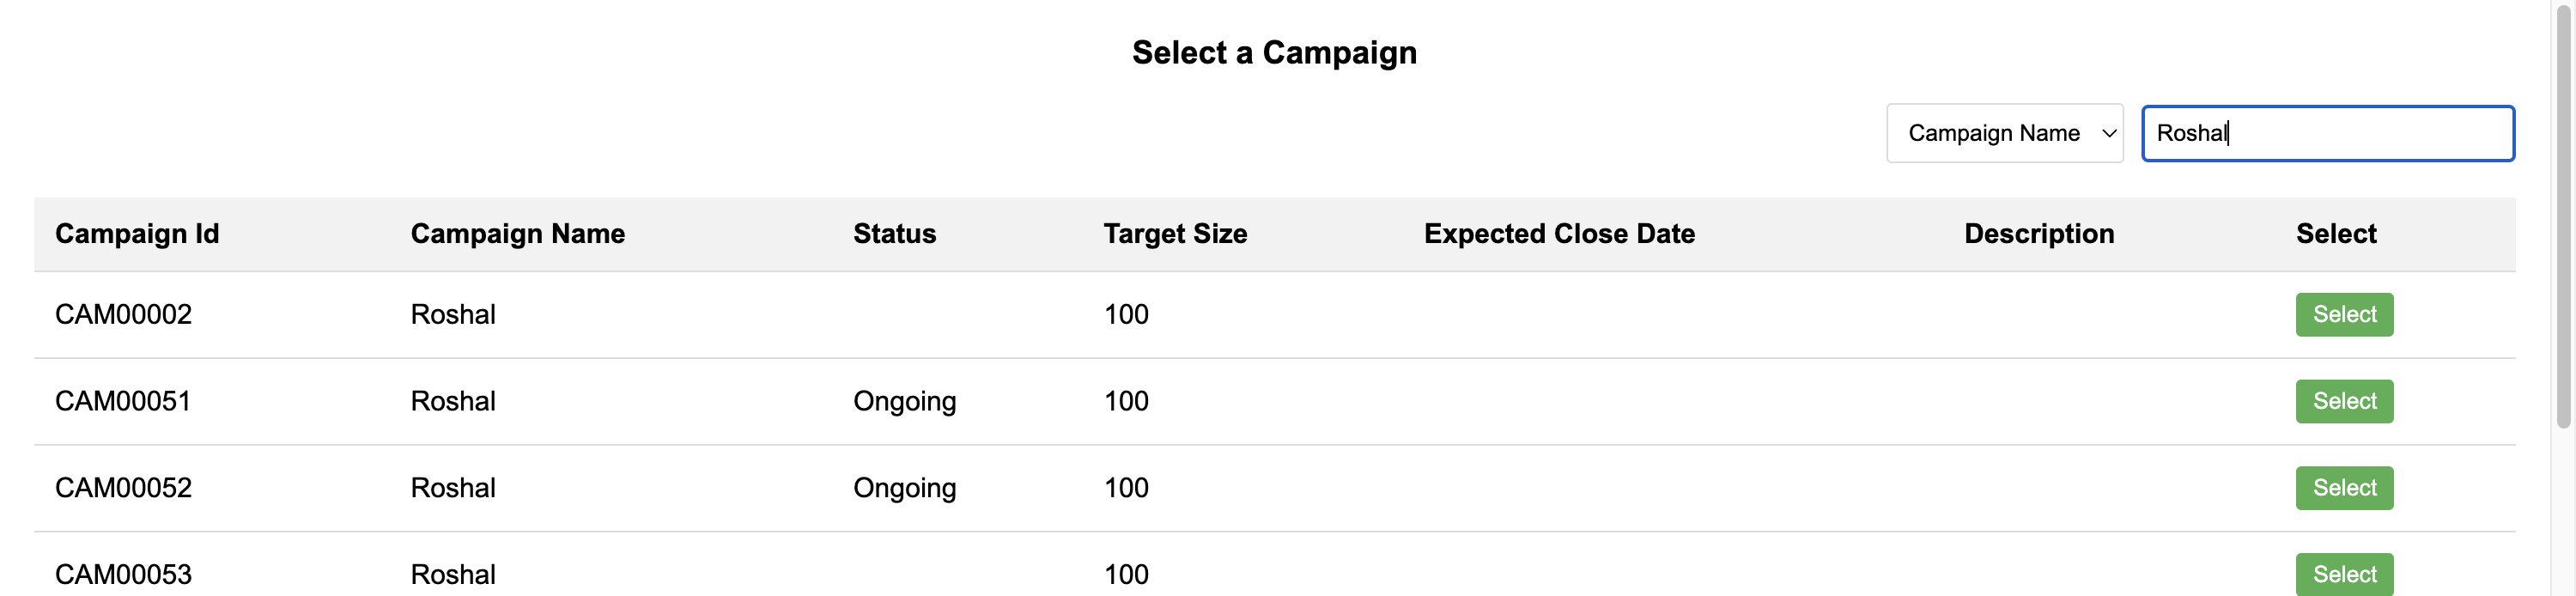 Select a Campaign
Campaign Name Roshal
Campaign Id Campaign Name Status Target Size Expected Close Date Description Select
CAM00002 Roshal 100 Select
CAM00051 Roshal Ongoing 100 Select
CAM00052 Roshal Ongoing 100 Select
CAM00053 Roshal 100 Select